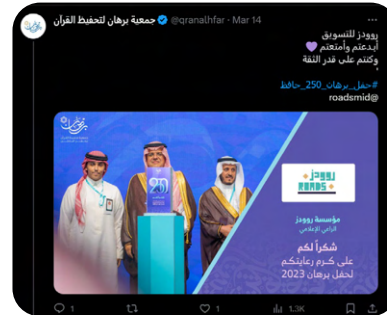 جمعية برهان لتحفيظ القرآن @qranalhfar · Mar 14
روودز للتسويق
أبدعتم وأمتعتم 💜
وكنتم على قدر الثقة
#حفل_برهان_250_حافظ
@roadsmid
برهان
روودز
ROADS
مؤسسة روودز
الراعي الإعلامي
شكراً لكم
على كرم رعايتكم
لحفل برهان 2023
1
1
1.3K